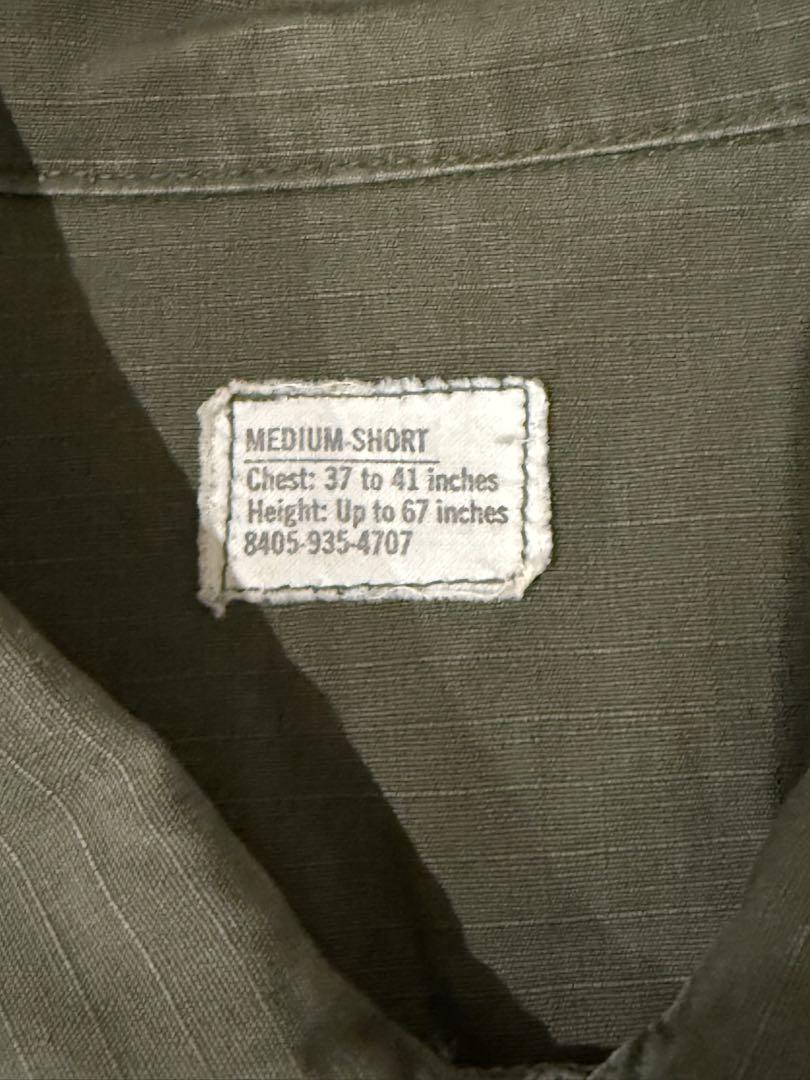 MEDIUM-SHORT
Chest: 37 to 41 inches
Height: Up to 67 inches
8405-935-4707